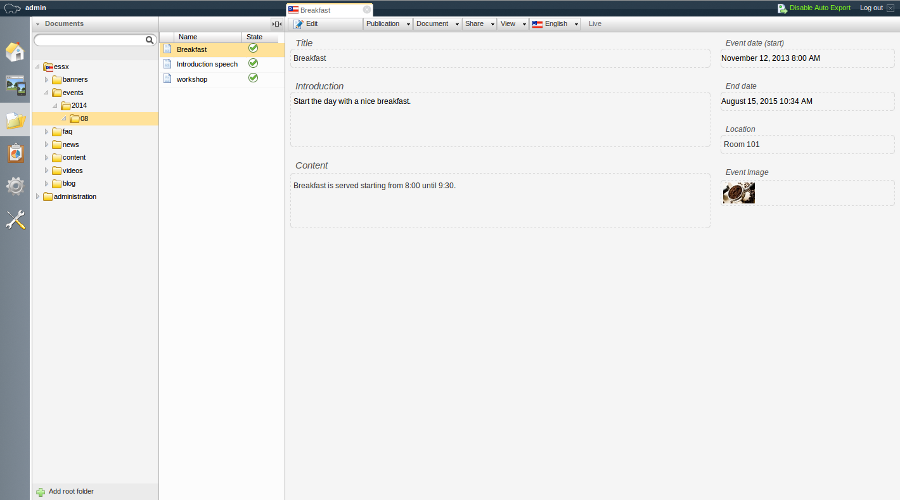 admin
Disable Auto Export
Log out
Documents
essx
banners
events
2014
08
faq
news
content
videos
blog
administration
Add root folder
Name State
Breakfast
Introduction speech
workshop
Breakfast
Edit Publication Document Share View English Live
Title
Breakfast
Introduction
Start the day with a nice breakfast.
Content
Breakfast is served starting from 8:00 until 9:30.
Event date (start)
November 12, 2013 8:00 AM
End date
August 15, 2015 10:34 AM
Location
Room 101
Event image